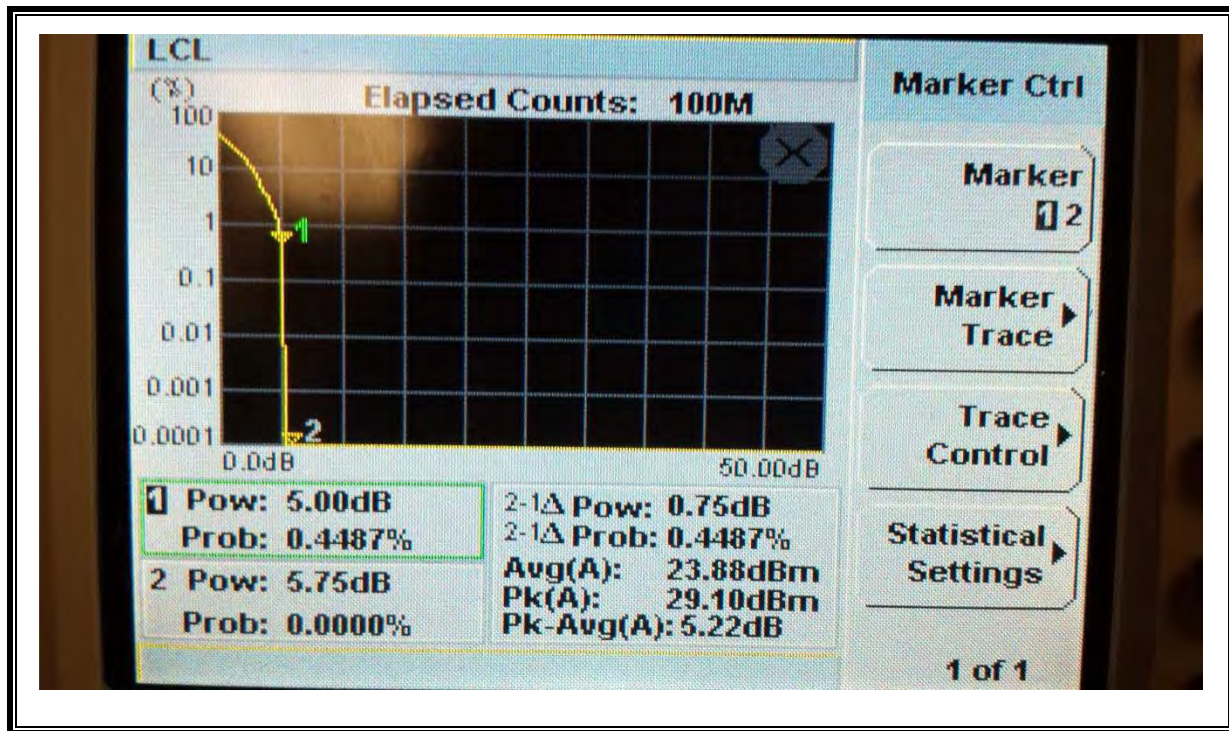 LCL
(%)
Elapsed Counts: 100M
100
10
1
0.1
0.01
0.001
0.0001
1
2
0.0dB
50.00dB
1 Pow: 5.00dB
Prob: 0.4487%
2 Pow: 5.75dB
Prob: 0.0000%
2-1Δ Pow: 0.75dB
2-1Δ Prob: 0.4487%
Avg(A): 23.88dBm
Pk(A): 29.10dBm
Pk-Avg(A): 5.22dB
Marker Ctrl
Marker
1 2
Marker
Trace
Trace
Control
Statistical
Settings
1 of 1